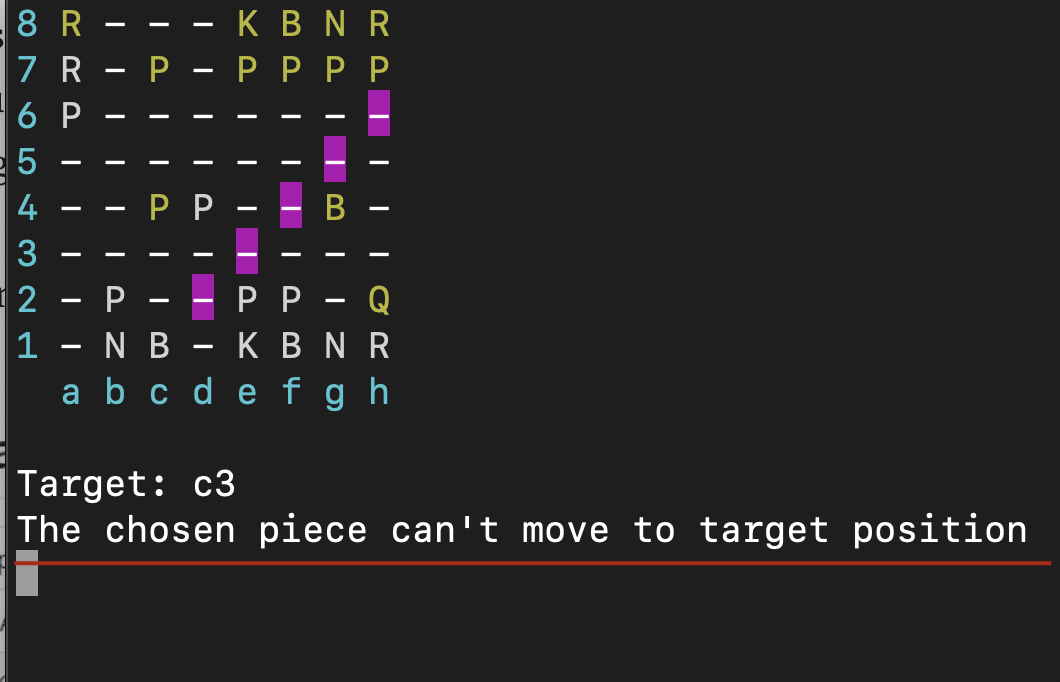 8 R – – – K B N R
7 R – P – P P P P
6 P – – – – – – –
5 – – – – – – – –
4 – – P P – – B –
3 – – – – – – – –
2 – P – – P P – Q
1 – N B – K B N R
a b c d e f g h
Target: c3
The chosen piece can't move to target position